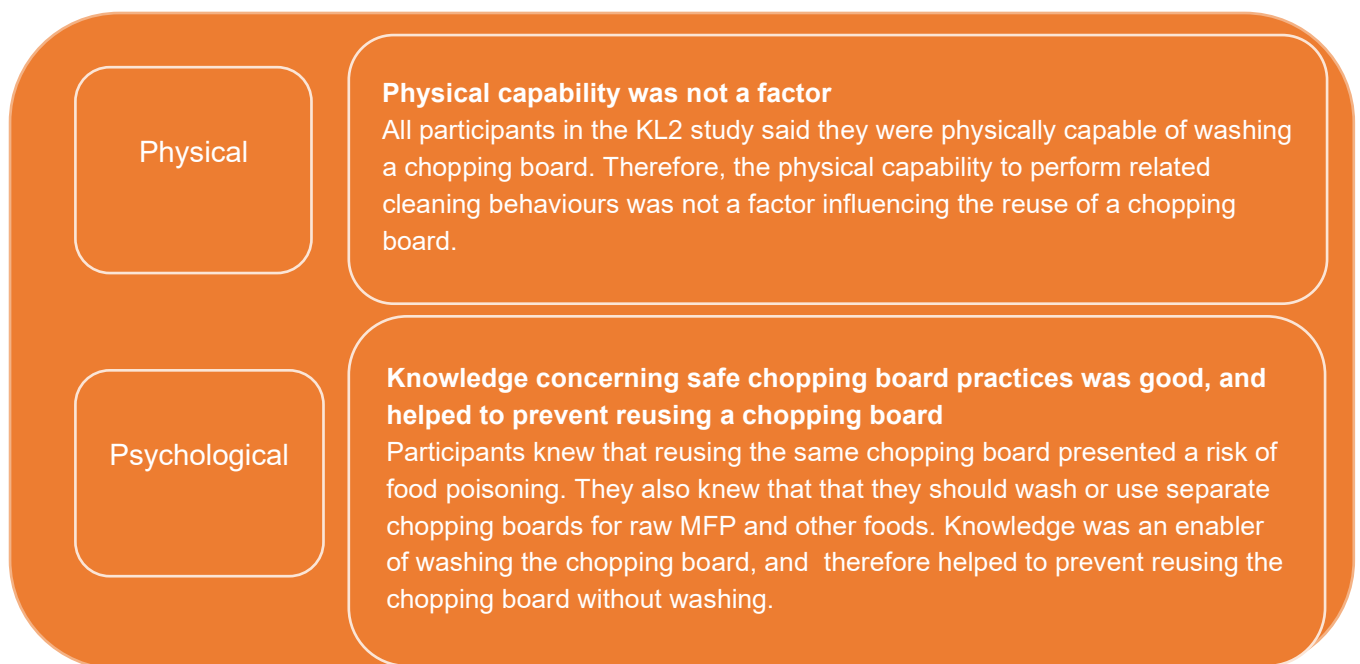 Physical
Physical capability was not a factor
All participants in the KL2 study said they were physically capable of washing
a chopping board. Therefore, the physical capability to perform related
cleaning behaviours was not a factor influencing the reuse of a chopping
board.
Psychological
Knowledge concerning safe chopping board practices was good, and
helped to prevent reusing a chopping board
Participants knew that reusing the same chopping board presented a risk of
food poisoning. They also knew that that they should wash or use separate
chopping boards for raw MFP and other foods. Knowledge was an enabler
of washing the chopping board, and  therefore helped to prevent reusing the
chopping board without washing.